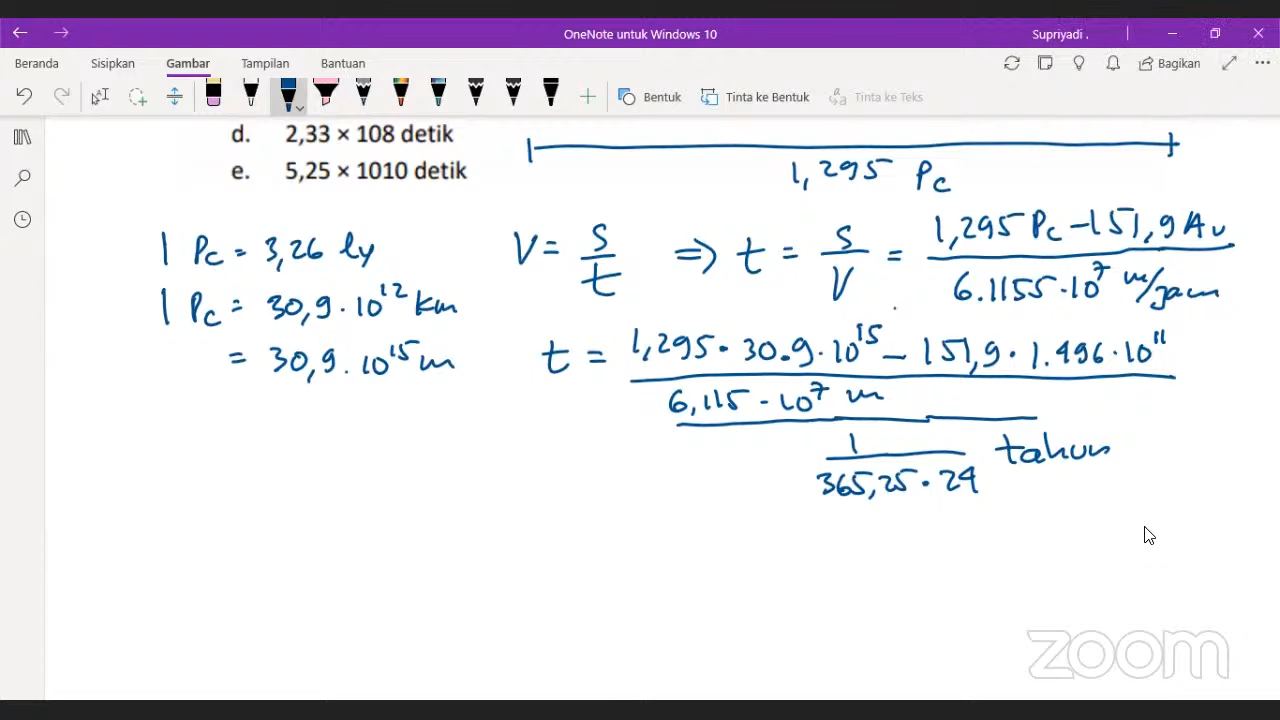 OneNote untuk Windows 10
Supriyadi .
Beranda Sisipkan Gambar Tampilan Bantuan
Bagikan
Bentuk Tinta ke Bentuk Tinta ke Teks
d. 2,33 × 108 detik
e. 5,25 × 1010 detik
1,295 Pc
1 Pc = 3,26 ly
1 Pc = 30,9 · 10^12 km
= 30,9 . 10^15 m
V = s/t ⇒ t = s/V = (1,295 Pc - 151,9 Au)/(6.1155 · 10^7 m/jam)
t = (1,295 · 30.9 · 10^15 - 151,9 · 1.496 · 10^11)/(6,115 - 10^7 m)
1/(365,25 · 24) tahun
zoom